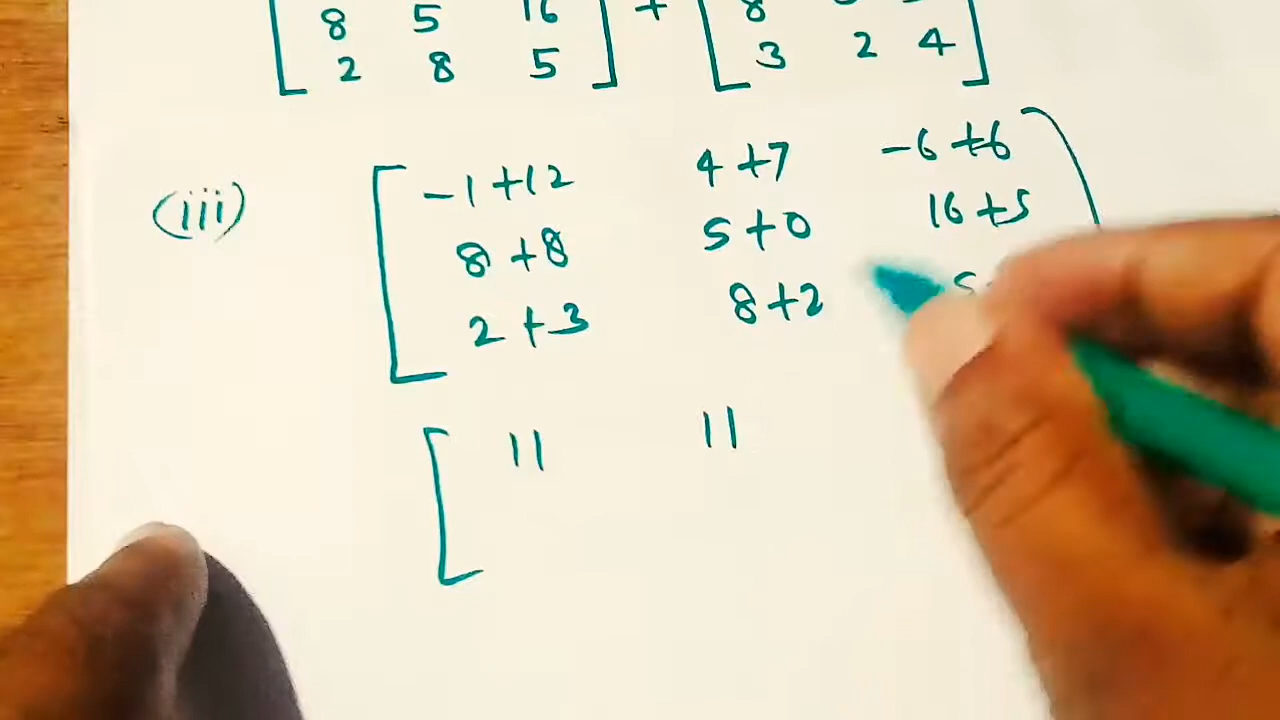 8 5 16 + 8
2 8 5 3 2 4
(iii) -1+12 4+7 -6+6
8+8 5+0 16+5
2+3 8+2
11 11